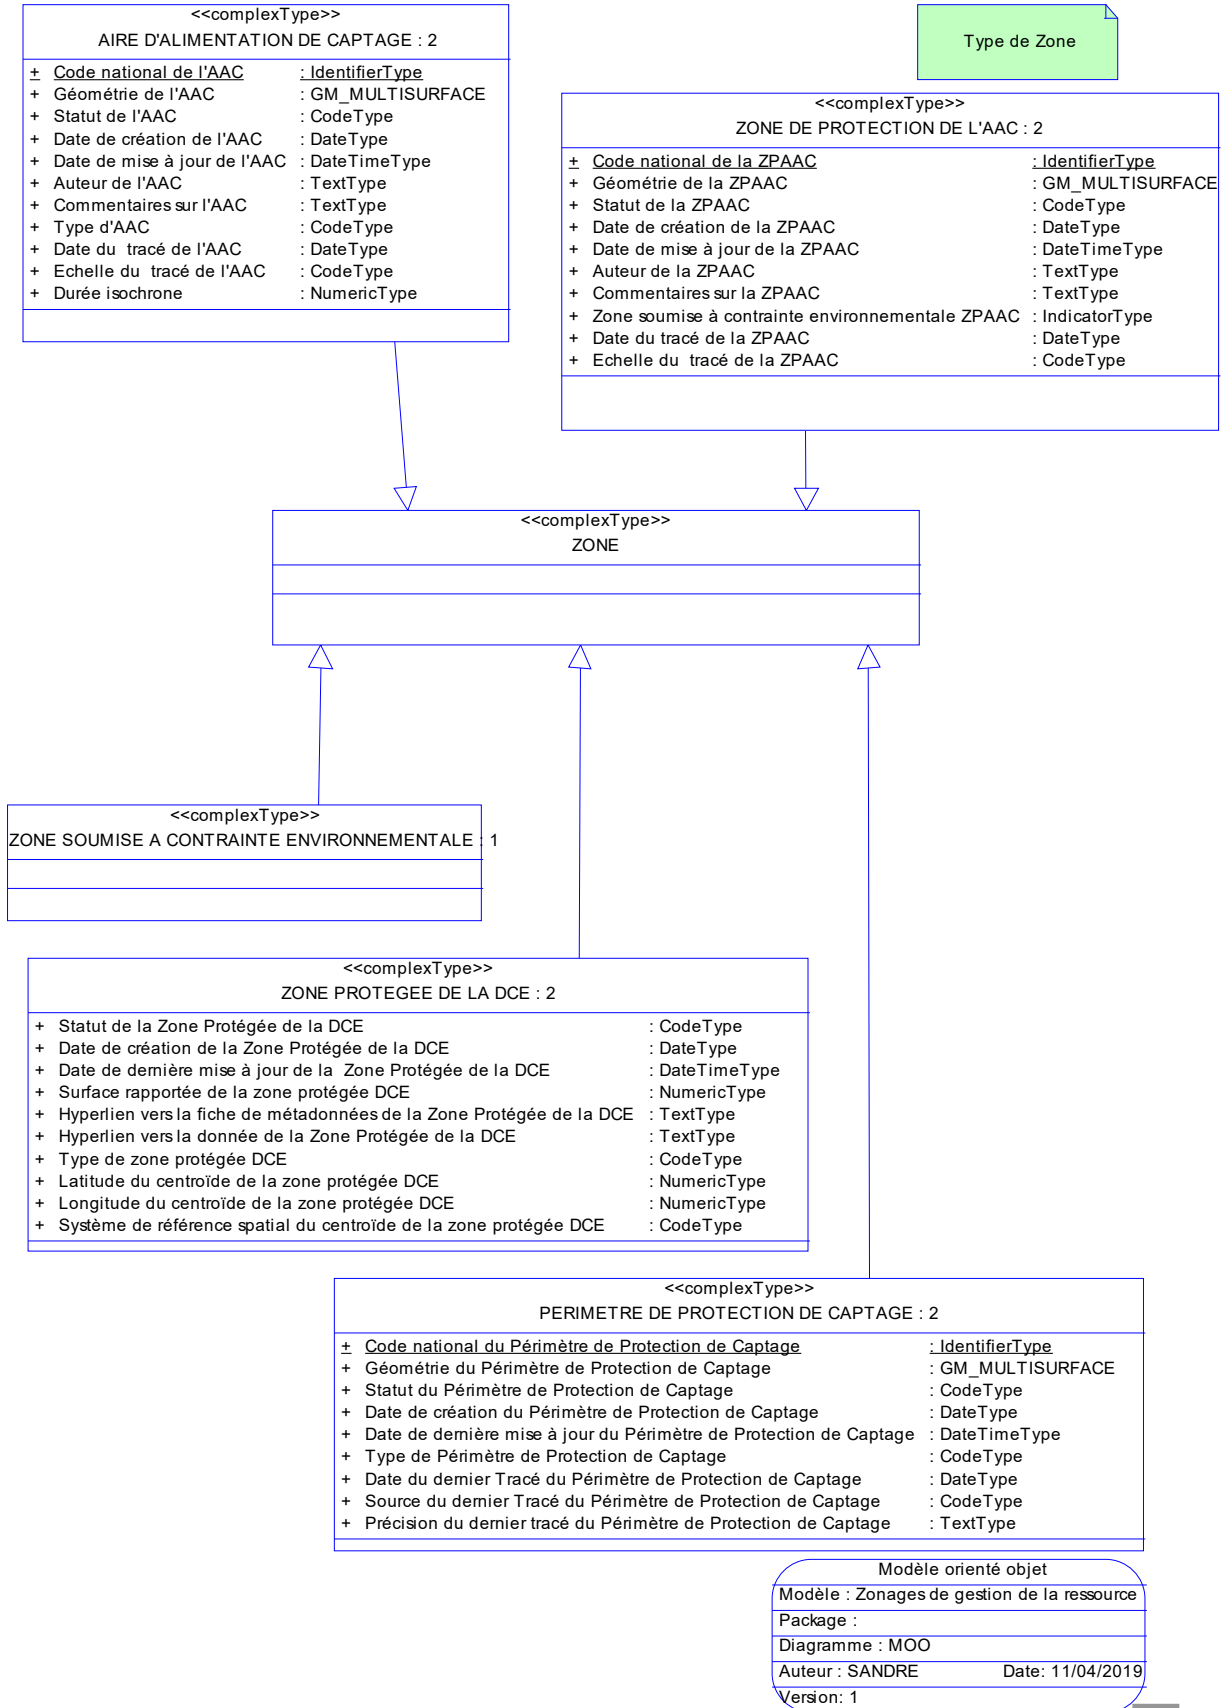 <<complexType>>
AIRE D'ALIMENTATION DE CAPTAGE : 2
+ Code national de l'AAC : IdentifierType
+ Géométrie de l'AAC : GM_MULTISURFACE
+ Statut de l'AAC : CodeType
+ Date de création de l'AAC : DateType
+ Date de mise à jour de l'AAC : DateTimeType
+ Auteur de l'AAC : TextType
+ Commentaires sur l'AAC : TextType
+ Type d'AAC : CodeType
+ Date du tracé de l'AAC : DateType
+ Echelle du tracé de l'AAC : CodeType
+ Durée isochrone : NumericType
Type de Zone
<<complexType>>
ZONE DE PROTECTION DE L'AAC : 2
+ Code national de la ZPAAC : IdentifierType
+ Géométrie de la ZPAAC : GM_MULTISURFACE
+ Statut de la ZPAAC : CodeType
+ Date de création de la ZPAAC : DateType
+ Date de mise à jour de la ZPAAC : DateTimeType
+ Auteur de la ZPAAC : TextType
+ Commentaires sur la ZPAAC : TextType
+ Zone soumise à contrainte environnementale ZPAAC : IndicatorType
+ Date du tracé de la ZPAAC : DateType
+ Echelle du tracé de la ZPAAC : CodeType
<<complexType>>
ZONE
<<complexType>>
ZONE SOUMISE A CONTRAINTE ENVIRONNEMENTALE : 1
<<complexType>>
ZONE PROTEGEE DE LA DCE : 2
+ Statut de la Zone Protégée de la DCE : CodeType
+ Date de création de la Zone Protégée de la DCE : DateType
+ Date de dernière mise à jour de la Zone Protégée de la DCE : DateTimeType
+ Surface rapportée de la zone protégée DCE : NumericType
+ Hyperlien vers la fiche de métadonnées de la Zone Protégée de la DCE : TextType
+ Hyperlien vers la donnée de la Zone Protégée de la DCE : TextType
+ Type de zone protégée DCE : CodeType
+ Latitude du centroïde de la zone protégée DCE : NumericType
+ Longitude du centroïde de la zone protégée DCE : NumericType
+ Système de référence spatial du centroïde de la zone protégée DCE : CodeType
<<complexType>>
PERIMETRE DE PROTECTION DE CAPTAGE : 2
+ Code national du Périmètre de Protection de Captage : IdentifierType
+ Géométrie du Périmètre de Protection de Captage : GM_MULTISURFACE
+ Statut du Périmètre de Protection de Captage : CodeType
+ Date de création du Périmètre de Protection de Captage : DateType
+ Date de dernière mise à jour du Périmètre de Protection de Captage : DateTimeType
+ Type de Périmètre de Protection de Captage : CodeType
+ Date du dernier Tracé du Périmètre de Protection de Captage : DateType
+ Source du dernier Tracé du Périmètre de Protection de Captage : CodeType
+ Précision du dernier tracé du Périmètre de Protection de Captage : TextType
Modèle orienté objet
Modèle : Zonages de gestion de la ressource
Package :
Diagramme : MOO
Auteur : SANDRE Date: 11/04/2019
Version: 1